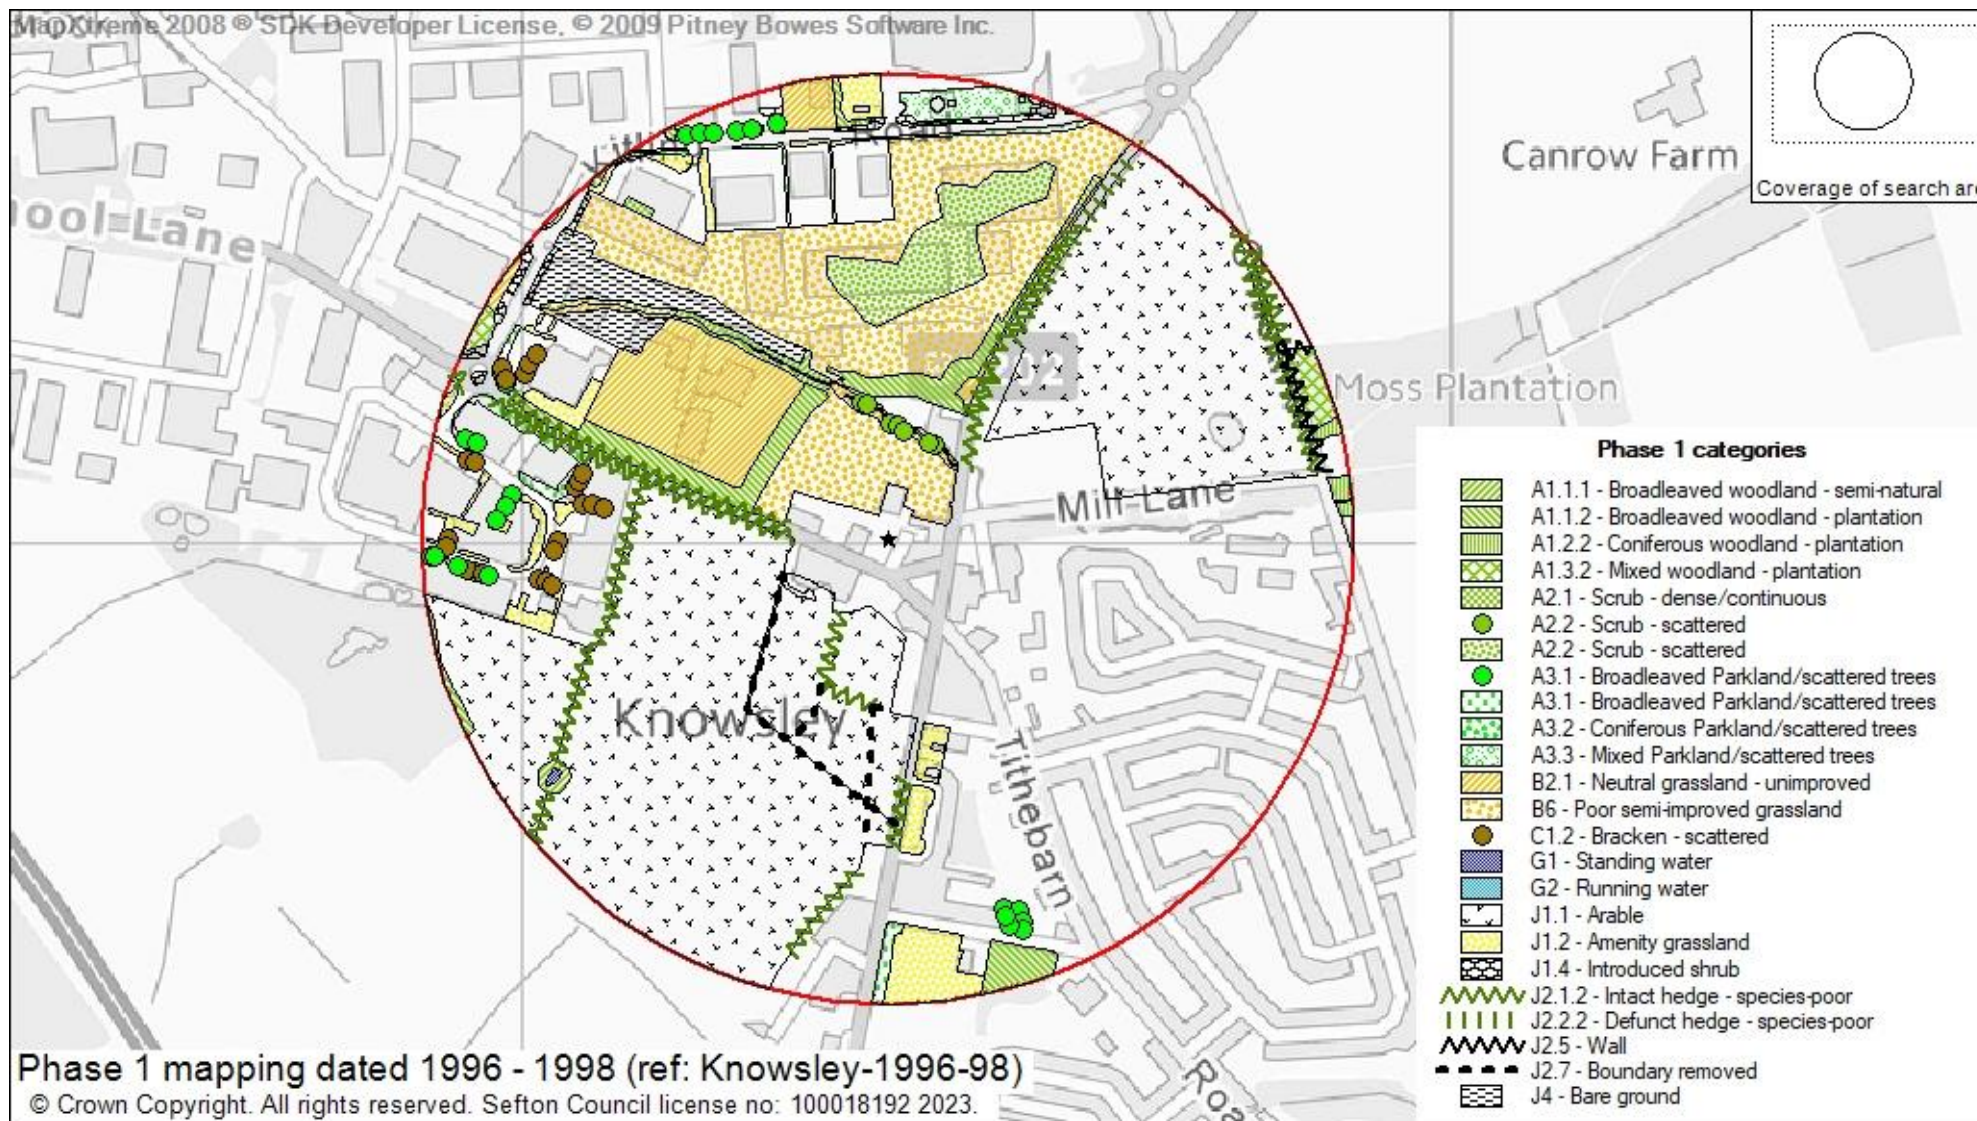 MapXtreme 2008 ® SDK Developer License, © 2009 Pitney Bowes Software Inc.
Road
Canrow Farm
Coverage of search are
hool Lane
Moss Plantation
Mill Lane
Knowsley
Tithebarn
Roa
Phase 1 categories
A1.1.1 - Broadleaved woodland - semi-natural
A1.1.2 - Broadleaved woodland - plantation
A1.2.2 - Coniferous woodland - plantation
A1.3.2 - Mixed woodland - plantation
A2.1 - Scrub - dense/continuous
A2.2 - Scrub - scattered
A2.2 - Scrub - scattered
A3.1 - Broadleaved Parkland/scattered trees
A3.1 - Broadleaved Parkland/scattered trees
A3.2 - Coniferous Parkland/scattered trees
A3.3 - Mixed Parkland/scattered trees
B2.1 - Neutral grassland - unimproved
B6 - Poor semi-improved grassland
C1.2 - Bracken - scattered
G1 - Standing water
G2 - Running water
J1.1 - Arable
J1.2 - Amenity grassland
J1.4 - Introduced shrub
J2.1.2 - Intact hedge - species-poor
J2.2.2 - Defunct hedge - species-poor
J2.5 - Wall
J2.7 - Boundary removed
J4 - Bare ground
Phase 1 mapping dated 1996 - 1998 (ref: Knowsley-1996-98)
© Crown Copyright. All rights reserved. Sefton Council license no: 100018192 2023.